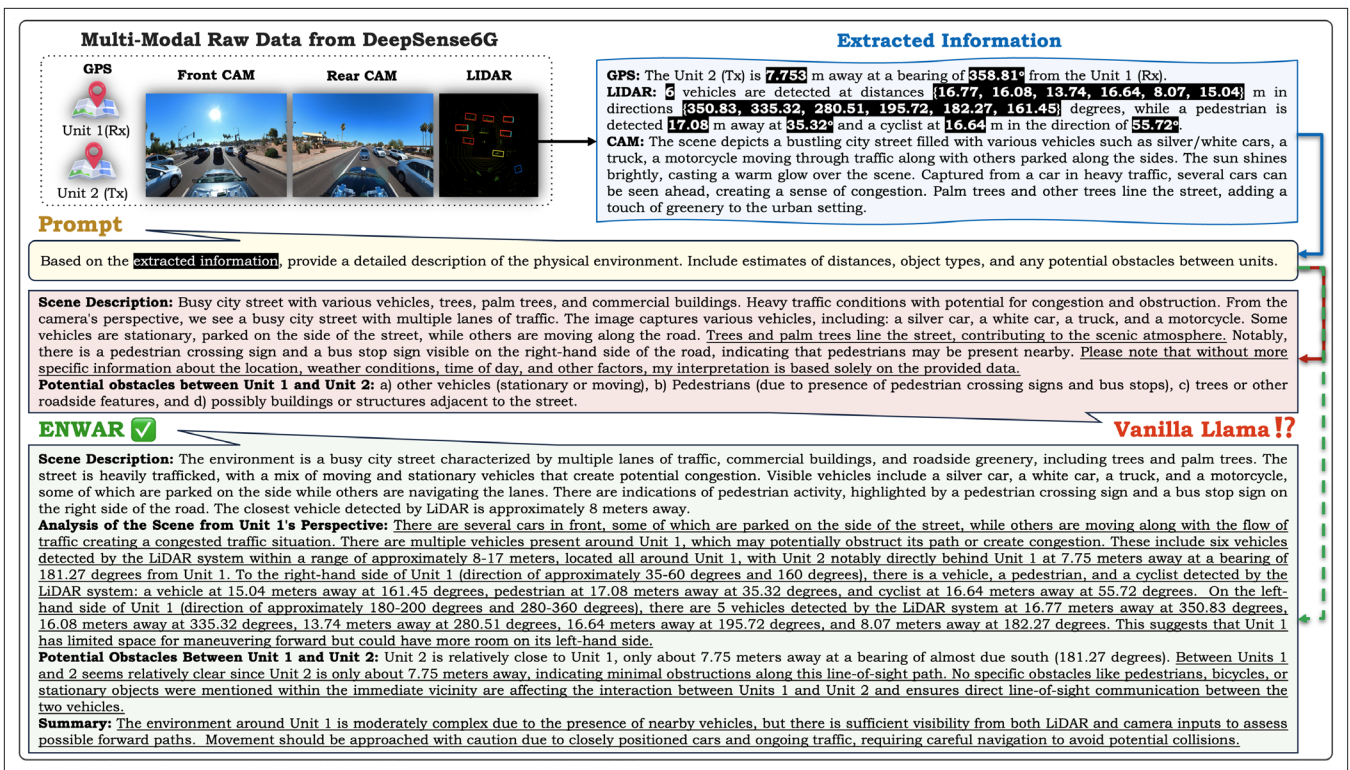 Multi-Modal Raw Data from DeepSense6G
GPS
Front CAM
Rear CAM
LIDAR
Unit 1(Rx)
Unit 2 (Tx)
Extracted Information
GPS: The Unit 2 (Tx) is 7.753 m away at a bearing of 358.81° from the Unit 1 (Rx).
LIDAR: 6 vehicles are detected at distances {16.77, 16.08, 13.74, 16.64, 8.07, 15.04} m in
directions {350.83, 335.32, 280.51, 195.72, 182.27, 161.45} degrees, while a pedestrian is
detected 17.08 m away at 35.32° and a cyclist at 16.64 m in the direction of 55.72°.
CAM: The scene depicts a bustling city street filled with various vehicles such as silver/white cars, a
truck, a motorcycle moving through traffic along with others parked along the sides. The sun shines
brightly, casting a warm glow over the scene. Captured from a car in heavy traffic, several cars can
be seen ahead, creating a sense of congestion. Palm trees and other trees line the street, adding a
touch of greenery to the urban setting.
Prompt
Based on the extracted information, provide a detailed description of the physical environment. Include estimates of distances, object types, and any potential obstacles between units.
Scene Description: Busy city street with various vehicles, trees, palm trees, and commercial buildings. Heavy traffic conditions with potential for congestion and obstruction. From the
camera's perspective, we see a busy city street with multiple lanes of traffic. The image captures various vehicles, including: a silver car, a white car, a truck, and a motorcycle. Some
vehicles are stationary, parked on the side of the street, while others are moving along the road. Trees and palm trees line the street, contributing to the scenic atmosphere. Notably,
there is a pedestrian crossing sign and a bus stop sign visible on the right-hand side of the road, indicating that pedestrians may be present nearby. Please note that without more
specific information about the location, weather conditions, time of day, and other factors, my interpretation is based solely on the provided data.
Potential obstacles between Unit 1 and Unit 2: a) other vehicles (stationary or moving), b) Pedestrians (due to presence of pedestrian crossing signs and bus stops), c) trees or other
roadside features, and d) possibly buildings or structures adjacent to the street.
ENWAR
Vanilla Llama⁉
Scene Description: The environment is a busy city street characterized by multiple lanes of traffic, commercial buildings, and roadside greenery, including trees and palm trees. The
street is heavily trafficked, with a mix of moving and stationary vehicles that create potential congestion. Visible vehicles include a silver car, a white car, a truck, and a motorcycle,
some of which are parked on the side while others are navigating the lanes. There are indications of pedestrian activity, highlighted by a pedestrian crossing sign and a bus stop sign on
the right side of the road. The closest vehicle detected by LiDAR is approximately 8 meters away.
Analysis of the Scene from Unit 1's Perspective: There are several cars in front, some of which are parked on the side of the street, while others are moving along with the flow of
traffic creating a congested traffic situation. There are multiple vehicles present around Unit 1, which may potentially obstruct its path or create congestion. These include six vehicles
detected by the LiDAR system within a range of approximately 8-17 meters, located all around Unit 1, with Unit 2 notably directly behind Unit 1 at 7.75 meters away at a bearing of
181.27 degrees from Unit 1. To the right-hand side of Unit 1 (direction of approximately 35-60 degrees and 160 degrees), there is a vehicle, a pedestrian, and a cyclist detected by the
LiDAR system: a vehicle at 15.04 meters away at 161.45 degrees, pedestrian at 17.08 meters away at 35.32 degrees, and cyclist at 16.64 meters away at 55.72 degrees. On the left-
hand side of Unit 1 (direction of approximately 180-200 degrees and 280-360 degrees), there are 5 vehicles detected by the LiDAR system at 16.77 meters away at 350.83 degrees,
16.08 meters away at 335.32 degrees, 13.74 meters away at 280.51 degrees, 16.64 meters away at 195.72 degrees, and 8.07 meters away at 182.27 degrees. This suggests that Unit 1
has limited space for maneuvering forward but could have more room on its left-hand side.
Potential Obstacles Between Unit 1 and Unit 2: Unit 2 is relatively close to Unit 1, only about 7.75 meters away at a bearing of almost due south (181.27 degrees). Between Units 1
and 2 seems relatively clear since Unit 2 is only about 7.75 meters away, indicating minimal obstructions along this line-of-sight path. No specific obstacles like pedestrians, bicycles, or
stationary objects were mentioned within the immediate vicinity are affecting the interaction between Units 1 and Unit 2 and ensures direct line-of-sight communication between the
two vehicles.
Summary: The environment around Unit 1 is moderately complex due to the presence of nearby vehicles, but there is sufficient visibility from both LiDAR and camera inputs to assess
possible forward paths. Movement should be approached with caution due to closely positioned cars and ongoing traffic, requiring careful navigation to avoid potential collisions.